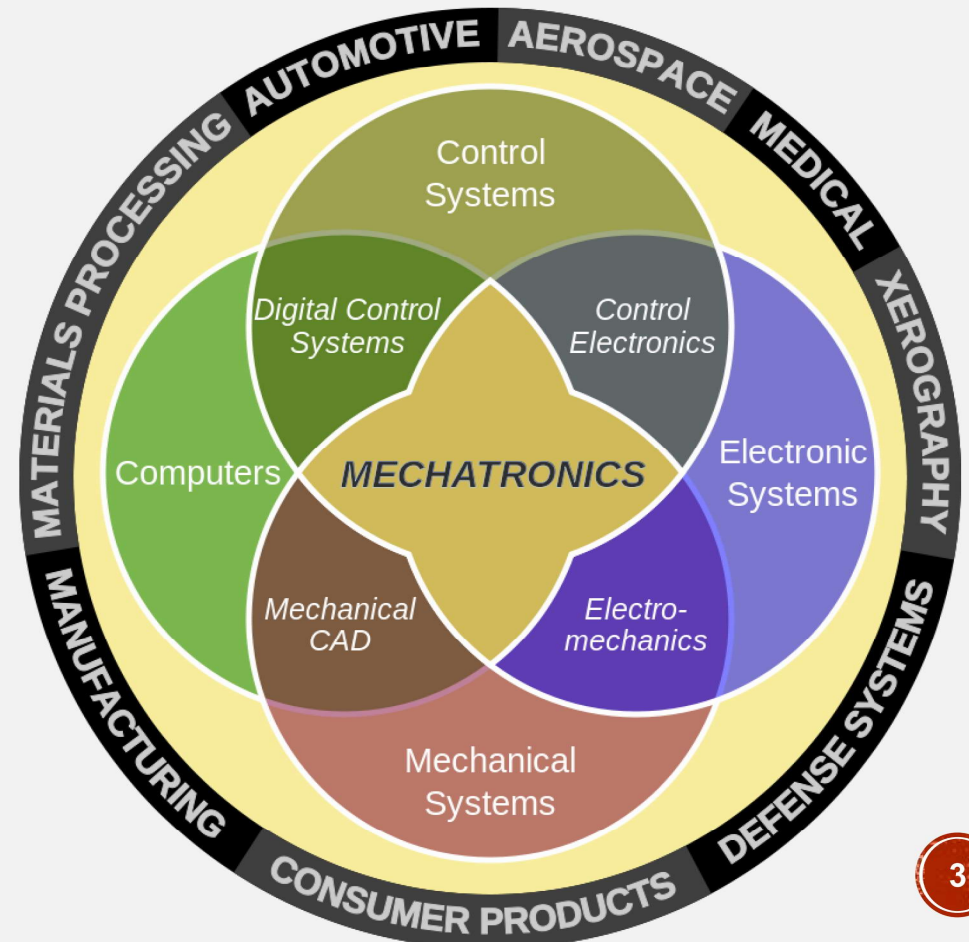 AUTOMOTIVE
AEROSPACE
MEDICAL
XEROGRAPHY
DEFENSE SYSTEMS
CONSUMER PRODUCTS
MANUFACTURING
MATERIALS PROCESSING
Control
Systems
Digital Control
Systems
Control
Electronics
Computers
MECHATRONICS
Electronic
Systems
Mechanical
CAD
Electro-
mechanics
Mechanical
Systems
3